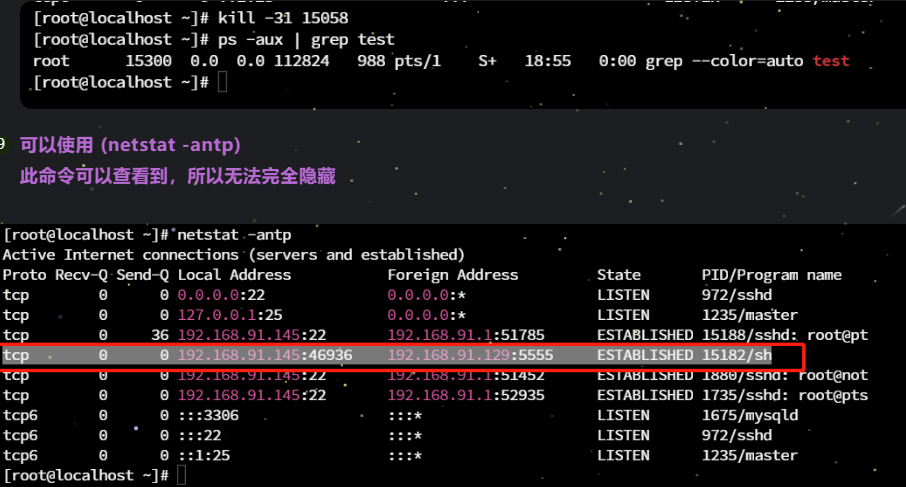 [root@localhost ~]# kill -31 15058
[root@localhost ~]# ps -aux | grep test
root      15300  0.0  0.0 112824   988 pts/1    S+   18:55   0:00 grep --color=auto test
[root@localhost ~]#
可以使用 (netstat -antp)
此命令可以查看到，所以无法完全隐藏
[root@localhost ~]# netstat -antp
Active Internet connections (servers and established)
Proto Recv-Q Send-Q Local Address           Foreign Address         State       PID/Program name
tcp        0      0 0.0.0.0:22              0.0.0.0:*               LISTEN      972/sshd
tcp        0      0 127.0.0.1:25            0.0.0.0:*               LISTEN      1235/master
tcp        0     36 192.168.91.145:22       192.168.91.1:51785      ESTABLISHED 15188/sshd: root@pt
tcp        0      0 192.168.91.145:46936    192.168.91.129:5555     ESTABLISHED 15182/sh
tcp        0      0 192.168.91.145:22       192.168.91.1:51452      ESTABLISHED 1880/sshd: root@not
tcp        0      0 192.168.91.145:22       192.168.91.1:52935      ESTABLISHED 1735/sshd: root@pts
tcp6       0      0 :::3306                 :::*                    LISTEN      1675/mysqld
tcp6       0      0 :::22                   :::*                    LISTEN      972/sshd
tcp6       0      0 ::1:25                  :::*                    LISTEN      1235/master
[root@localhost ~]#